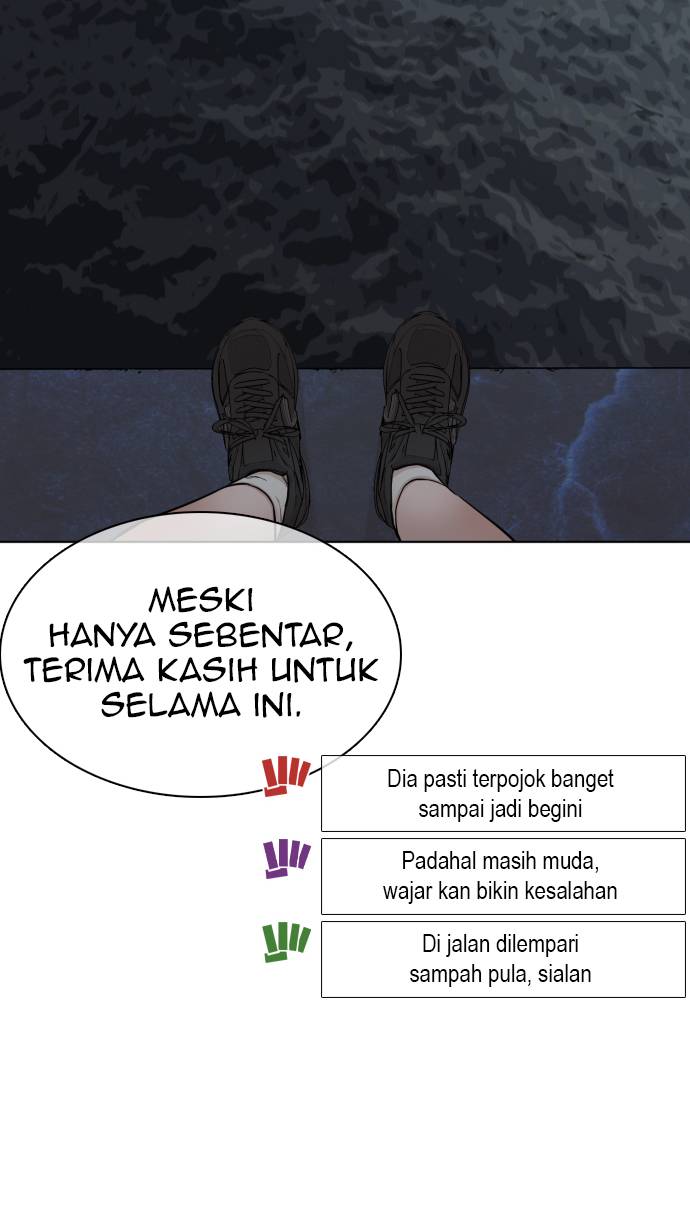 MESKI
HANYA SEBENTAR,
TERIMA KASIH UNTUK
SELAMA INI.
Dia pasti terpojok banget
sampai jadi begini
Padahal masih muda,
wajar kan bikin kesalahan
Di jalan dilempari
sampah pula, sialan